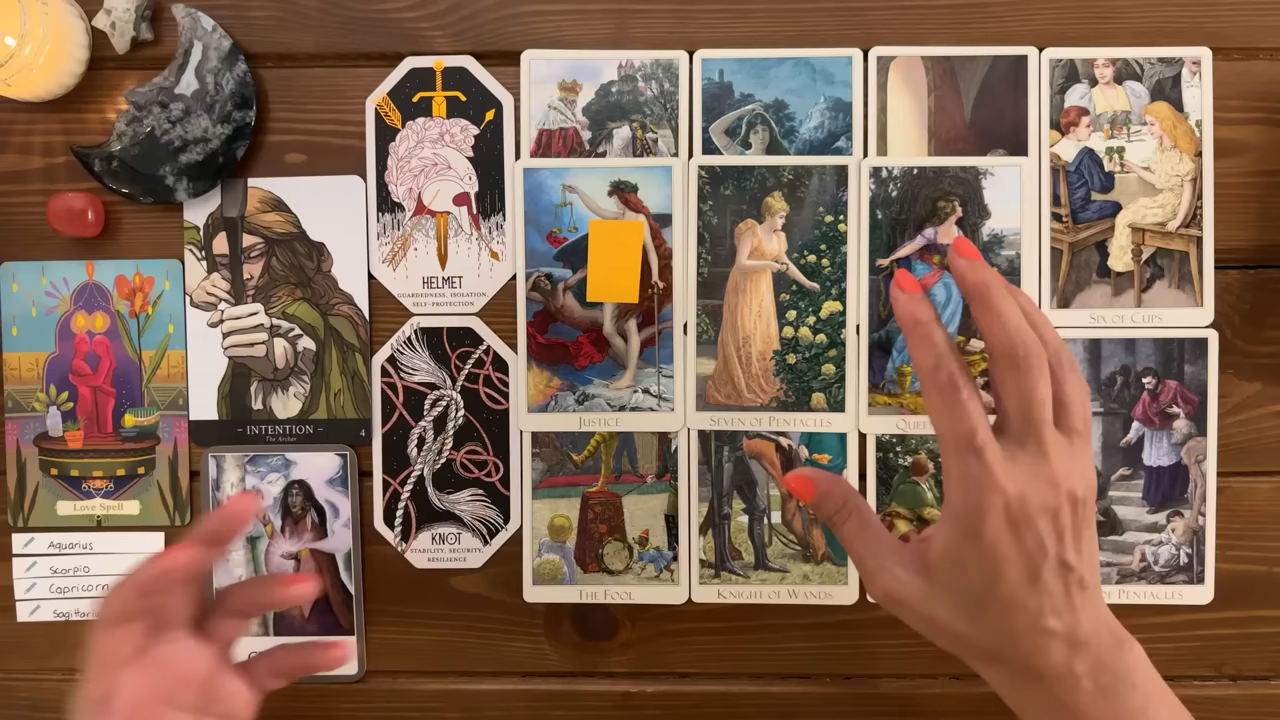 HELMET
GUARDEDNESS, ISOLATION,
SELF-PROTECTION
SIX OF CUPS
JUSTICE
SEVEN OF PENTACLES
- INTENTION -
The Archer
4
Love Spell
KNOT
STABILITY, SECURITY,
RESILIENCE
Aquarius
Scorpio
Capricorn
THE FOOL
KNIGHT OF WANDS
OF PENTACLES